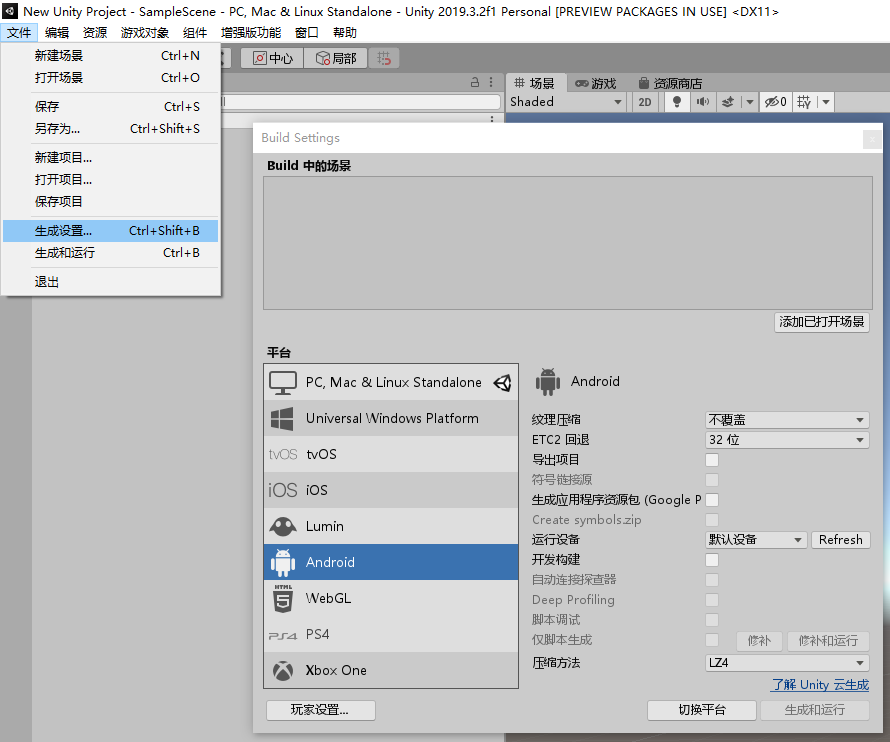 New Unity Project - SampleScene - PC, Mac & Linux Standalone - Unity 2019.3.2f1 Personal [PREVIEW PACKAGES IN USE] <DX11>
文件 编辑 资源 游戏对象 组件 增强版功能 窗口 帮助
新建场景 Ctrl+N
打开场景 Ctrl+O
保存 Ctrl+S
另存为... Ctrl+Shift+S
新建项目...
打开项目...
保存项目
生成设置... Ctrl+Shift+B
生成和运行 Ctrl+B
退出
中心 局部
场景 游戏 资源商店
Shaded 2D 0
Build Settings
Build 中的场景
添加已打开场景
平台
PC, Mac & Linux Standalone
Universal Windows Platform
tvOS tvOS
iOS iOS
Lumin
Android
HTML 5 WebGL
PS4 PS4
Xbox One
玩家设置...
Android
纹理压缩 不覆盖
ETC2 回退 32 位
导出项目
符号链接源
生成应用程序资源包 (Google P
Create symbols.zip
运行设备 默认设备 Refresh
开发构建
自动连接探查器
Deep Profiling
脚本调试
仅脚本生成 修补 修补和运行
压缩方法 LZ4
了解 Unity 云生成
切换平台 生成和运行